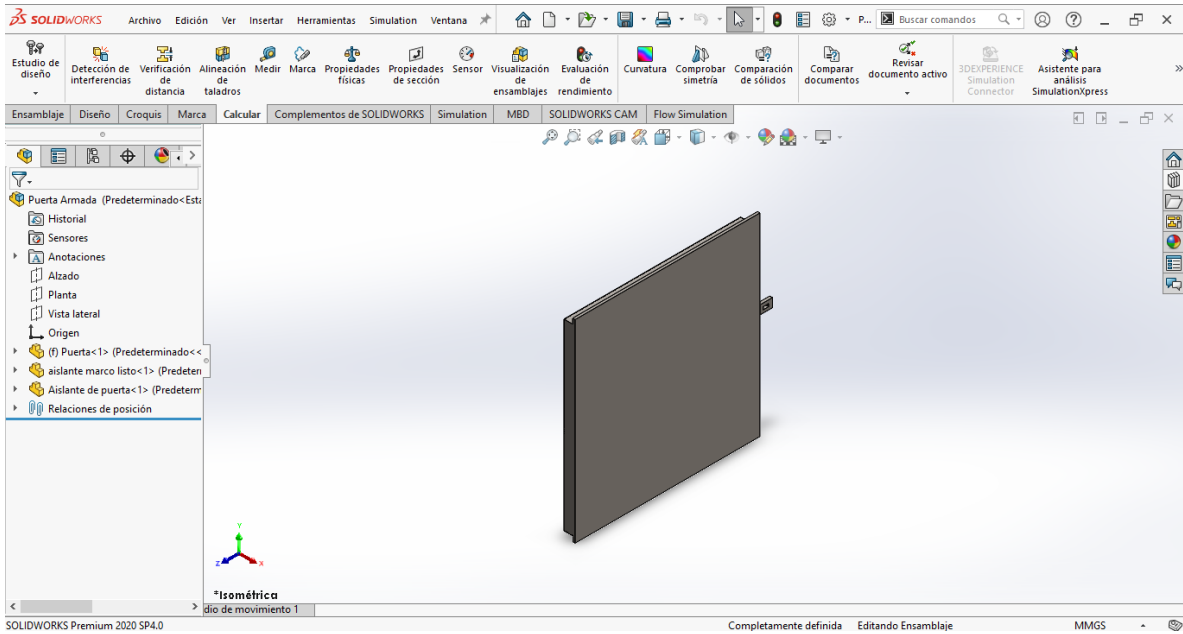 SOLIDWORKS Archivo Edición Ver Insertar Herramientas Simulation Ventana P... Buscar comandos
Estudio de diseño
Detección de interferencias
Verificación de distancia
Alineación de taladros
Medir
Marca
Propiedades físicas
Propiedades de sección
Sensor
Visualización de ensamblajes
Evaluación de rendimiento
Curvatura
Comprobar simetría
Comparación de sólidos
Comparar documentos
Revisar documento activo
3DEXPERIENCE Simulation Connector
Asistente para análisis SimulationXpress
Ensamblaje Diseño Croquis Marca Calcular Complementos de SOLIDWORKS Simulation MBD SOLIDWORKS CAM Flow Simulation
Puerta Armada (Predeterminado<Esta
Historial
Sensores
Anotaciones
Alzado
Planta
Vista lateral
Origen
(f) Puerta<1> (Predeterminado<<
aislante marco listo<1> (Predeter
Aislante de puerta<1> (Predeterm
Relaciones de posición
Y
Z X
*Isométrica
dio de movimiento 1
SOLIDWORKS Premium 2020 SP4.0 Completamente definida Editando Ensamblaje MMGS